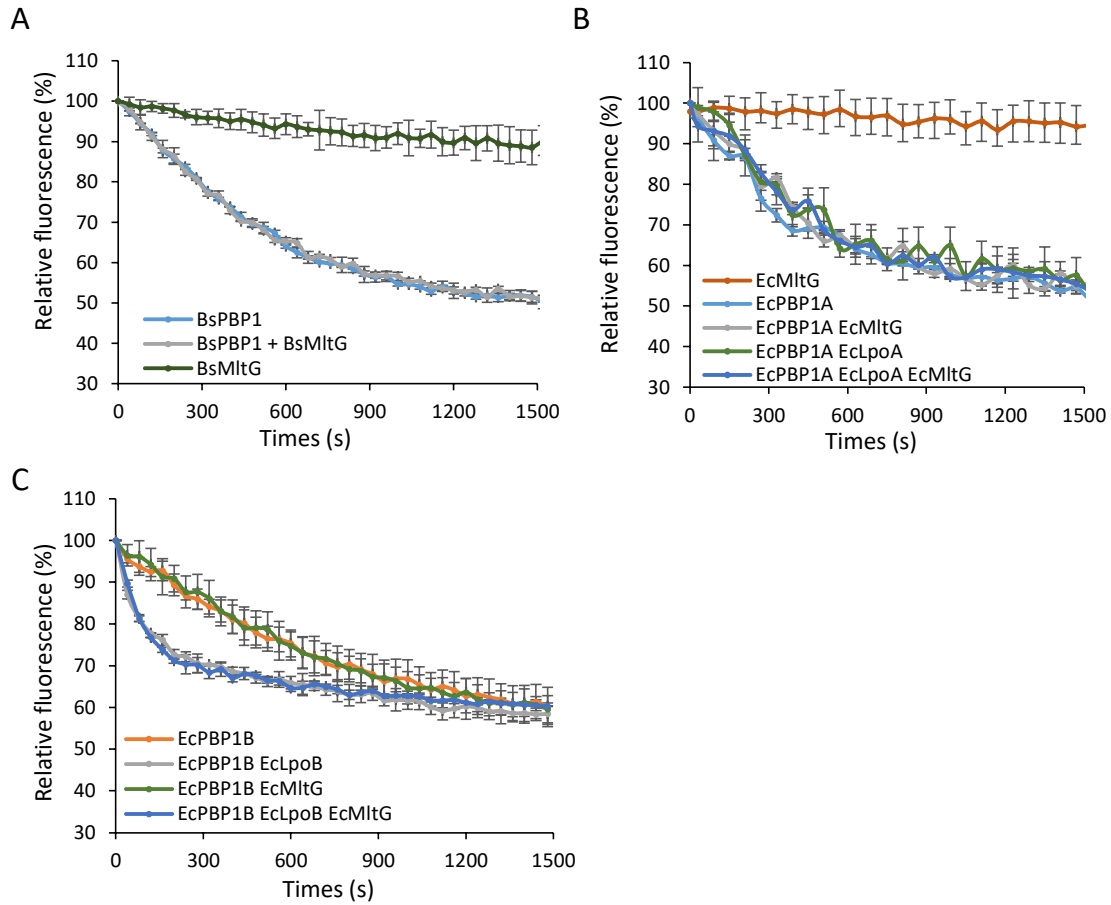 A
110
100
90
80
70
60
50
40
30
Relative fluorescence (%)
BsPBP1
BsPBP1 + BsMltG
BsMltG
0 300 600 900 1200 1500
Times (s)
B
110
100
90
80
70
60
50
40
30
Relative fluorescence (%)
EcMltG
EcPBP1A
EcPBP1A EcMltG
EcPBP1A EcLpoA
EcPBP1A EcLpoA EcMltG
0 300 600 900 1200 1500
Times (s)
C
110
100
90
80
70
60
50
40
30
Relative fluorescence (%)
EcPBP1B
EcPBP1B EcLpoB
EcPBP1B EcMltG
EcPBP1B EcLpoB EcMltG
0 300 600 900 1200 1500
Times (s)